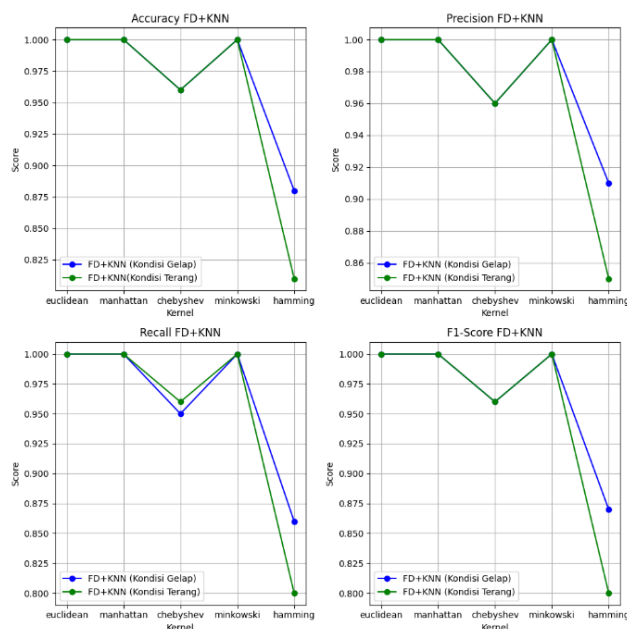 Accuracy FD+KNN
1.000
0.975
0.950
0.925
0.900
0.875
0.850
0.825
Score
FD+KNN (Kondisi Gelap)
FD+KNN(Kondisi Terang)
euclidean manhattan chebyshev minkowski hamming
Kernel
Precision FD+KNN
1.00
0.98
0.96
0.94
0.92
0.90
0.88
0.86
Score
FD+KNN (Kondisi Gelap)
FD+KNN (Kondisi Terang)
euclidean manhattan chebyshev minkowski hamming
Kernel
Recall FD+KNN
1.000
0.975
0.950
0.925
0.900
0.875
0.850
0.825
0.800
Score
FD+KNN (Kondisi Gelap)
FD+KNN (Kondisi Terang)
euclidean manhattan chebyshev minkowski hamming
Kernel
F1-Score FD+KNN
1.000
0.975
0.950
0.925
0.900
0.875
0.850
0.825
0.800
Score
FD+KNN (Kondisi Gelap)
FD+KNN (Kondisi Terang)
euclidean manhattan chebyshev minkowski hamming
Kernel